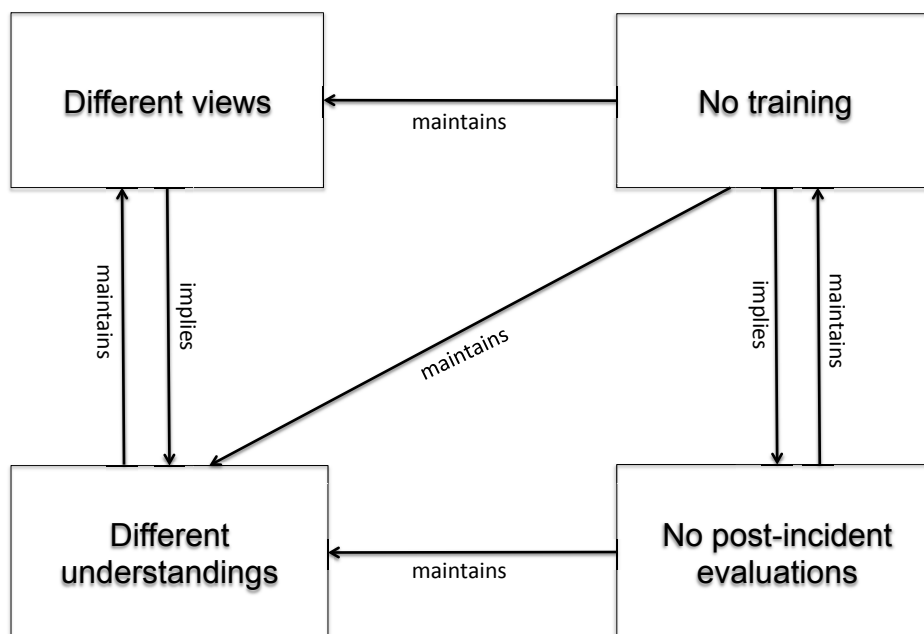 Different views
No training
maintains
maintains
implies
maintains
implies
maintains
Different
understandings
No post-incident
evaluations
maintains